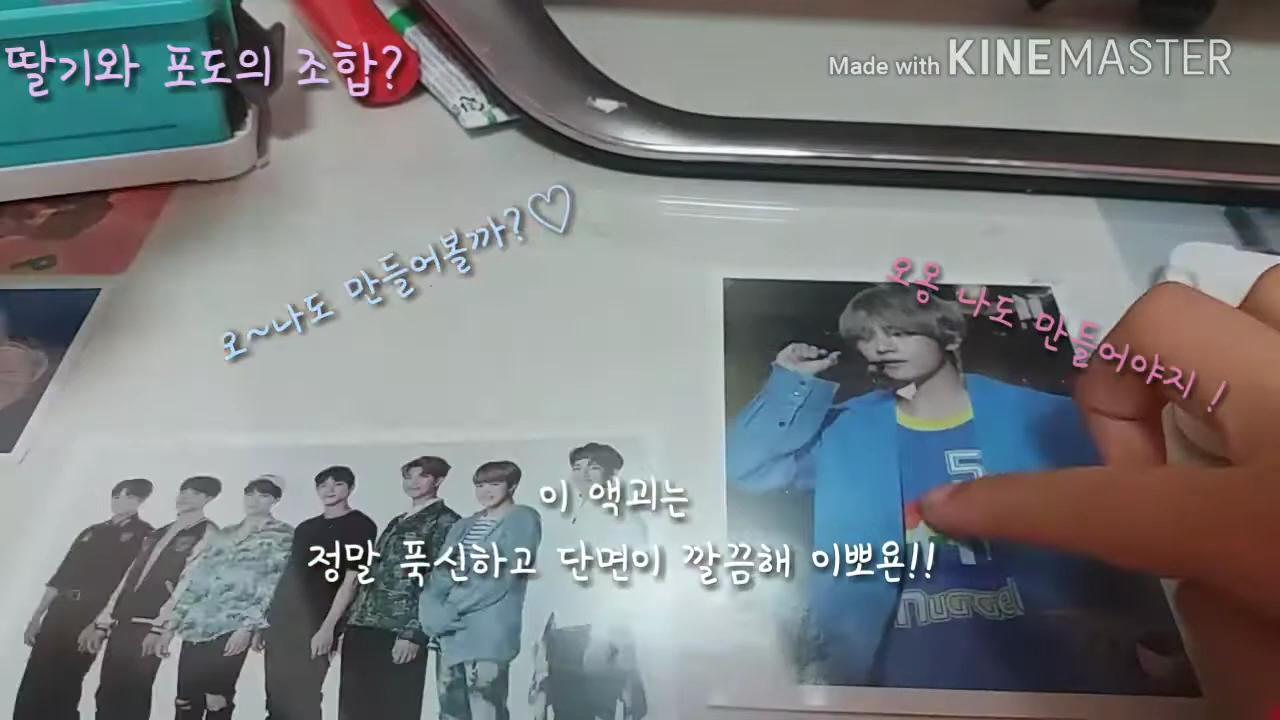 딸기와 포도의 조합?
Made with KINEMASTER
오~나도 만들어볼까?♡
오옹 나도 만들어야지!
이 액괴는
정말 푹신하고 단면이 깔끔해 이뽀욘!!
5
Nuggel